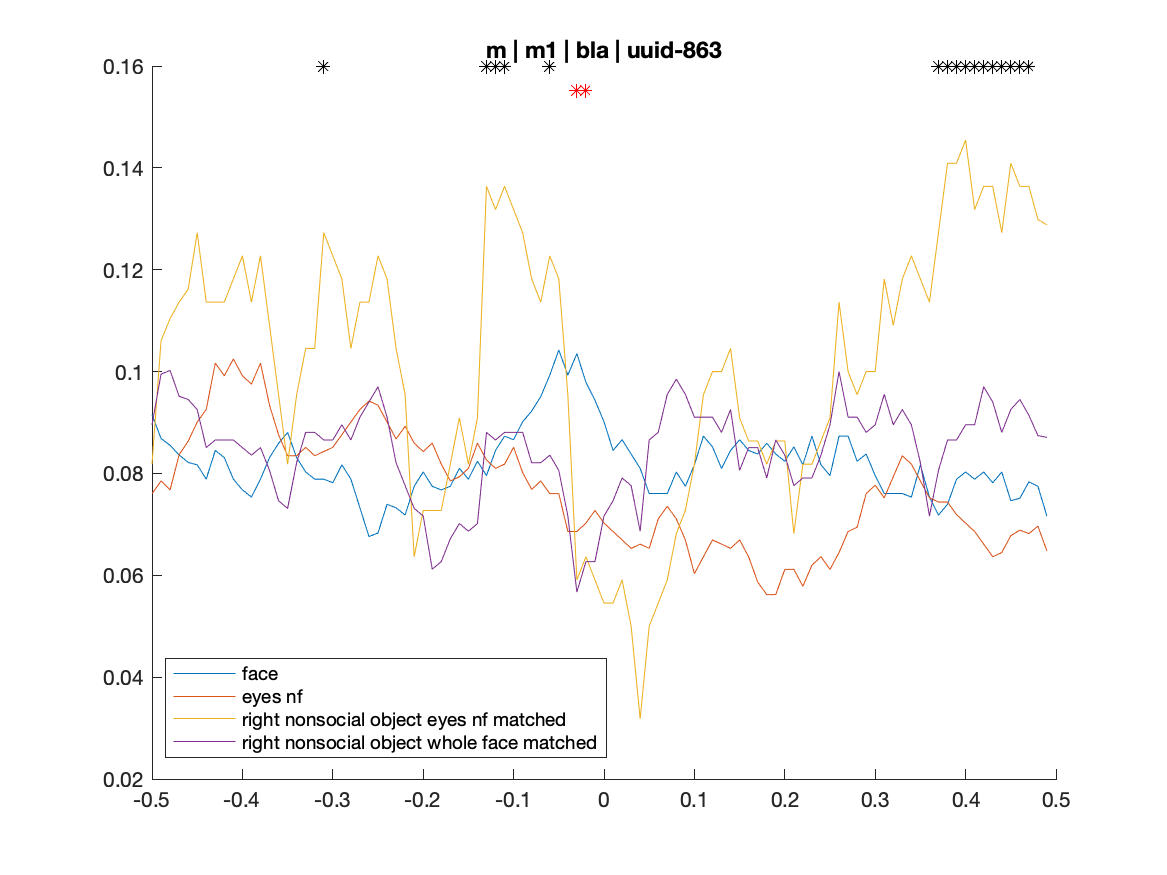 m | m1 | bla | uuid-863
0.16
0.14
0.12
0.1
0.08
0.06
0.04
0.02
face
eyes nf
right nonsocial object eyes nf matched
right nonsocial object whole face matched
-0.5 -0.4 -0.3 -0.2 -0.1 0 0.1 0.2 0.3 0.4 0.5